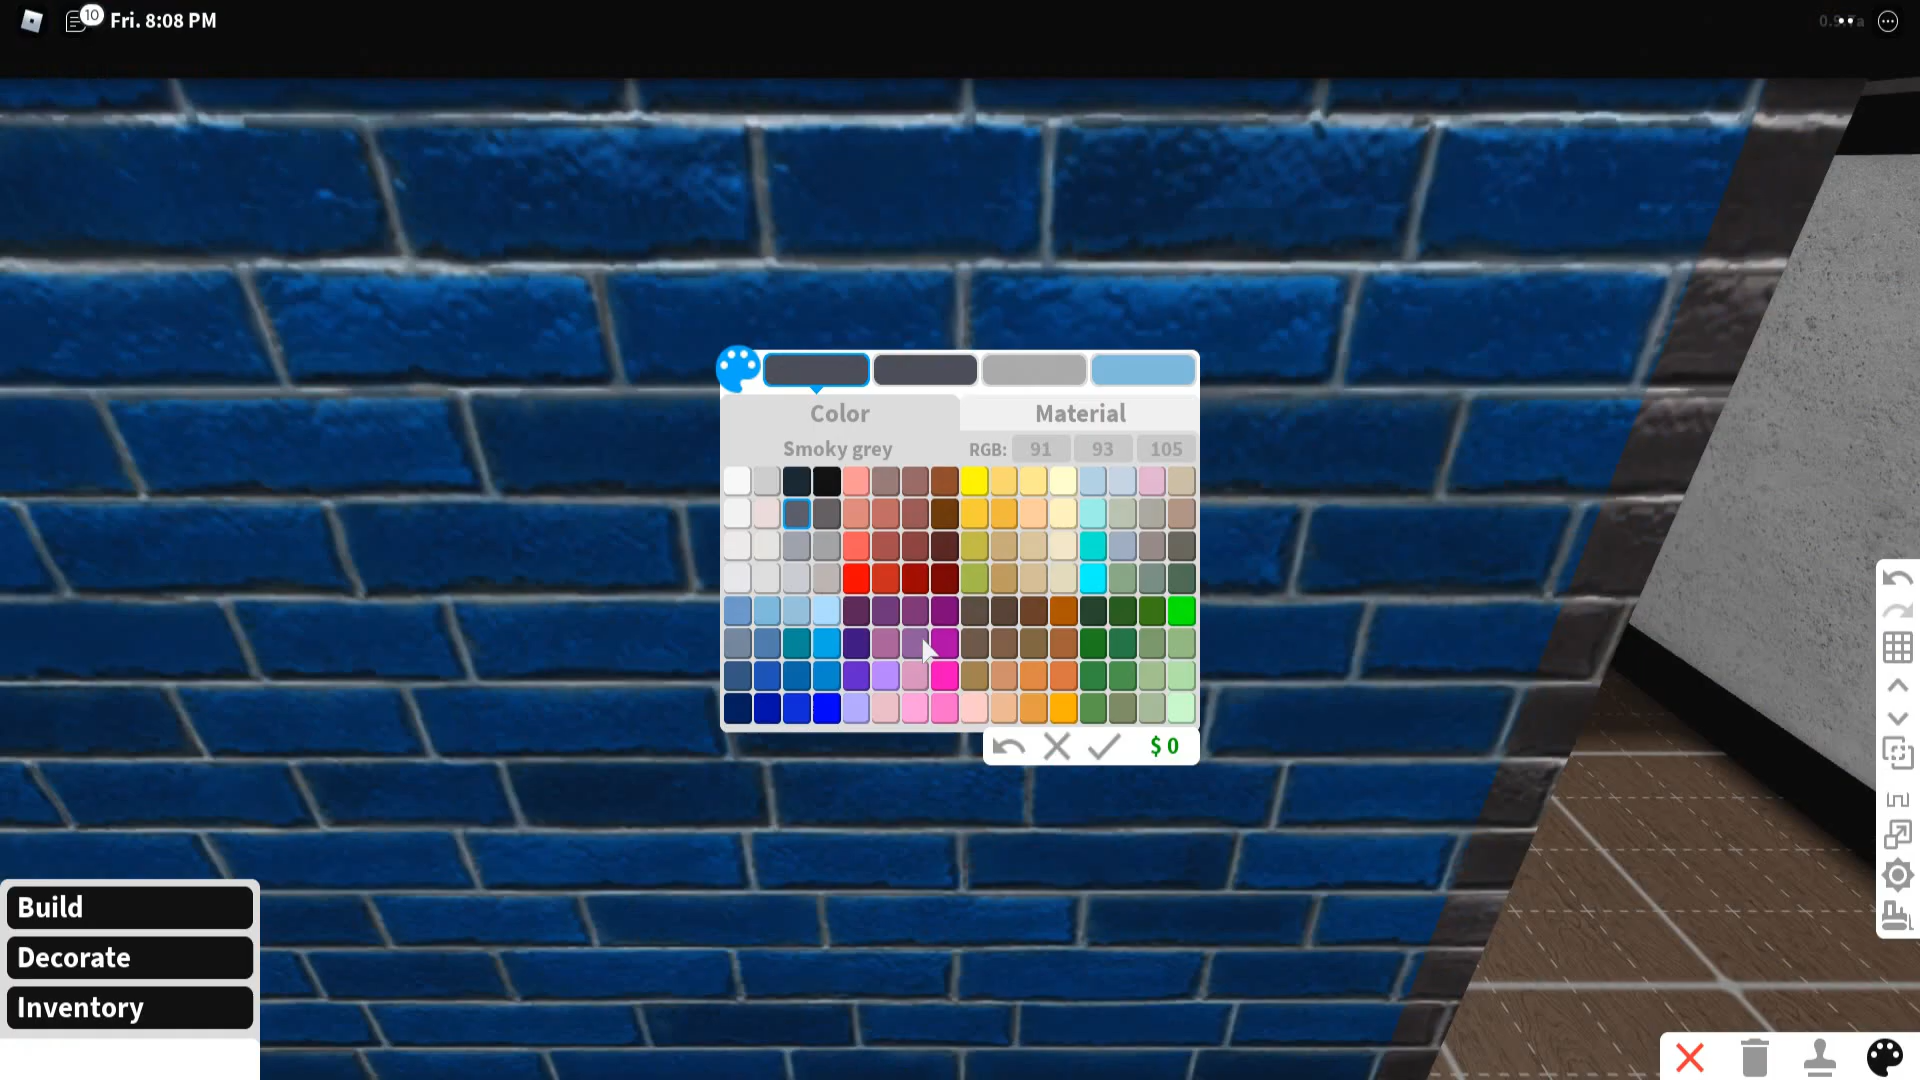 10 Fri. 8:08 PM
Color
Material
Smoky grey
RGB: 91 93 105
$ 0
Build
Decorate
Inventory